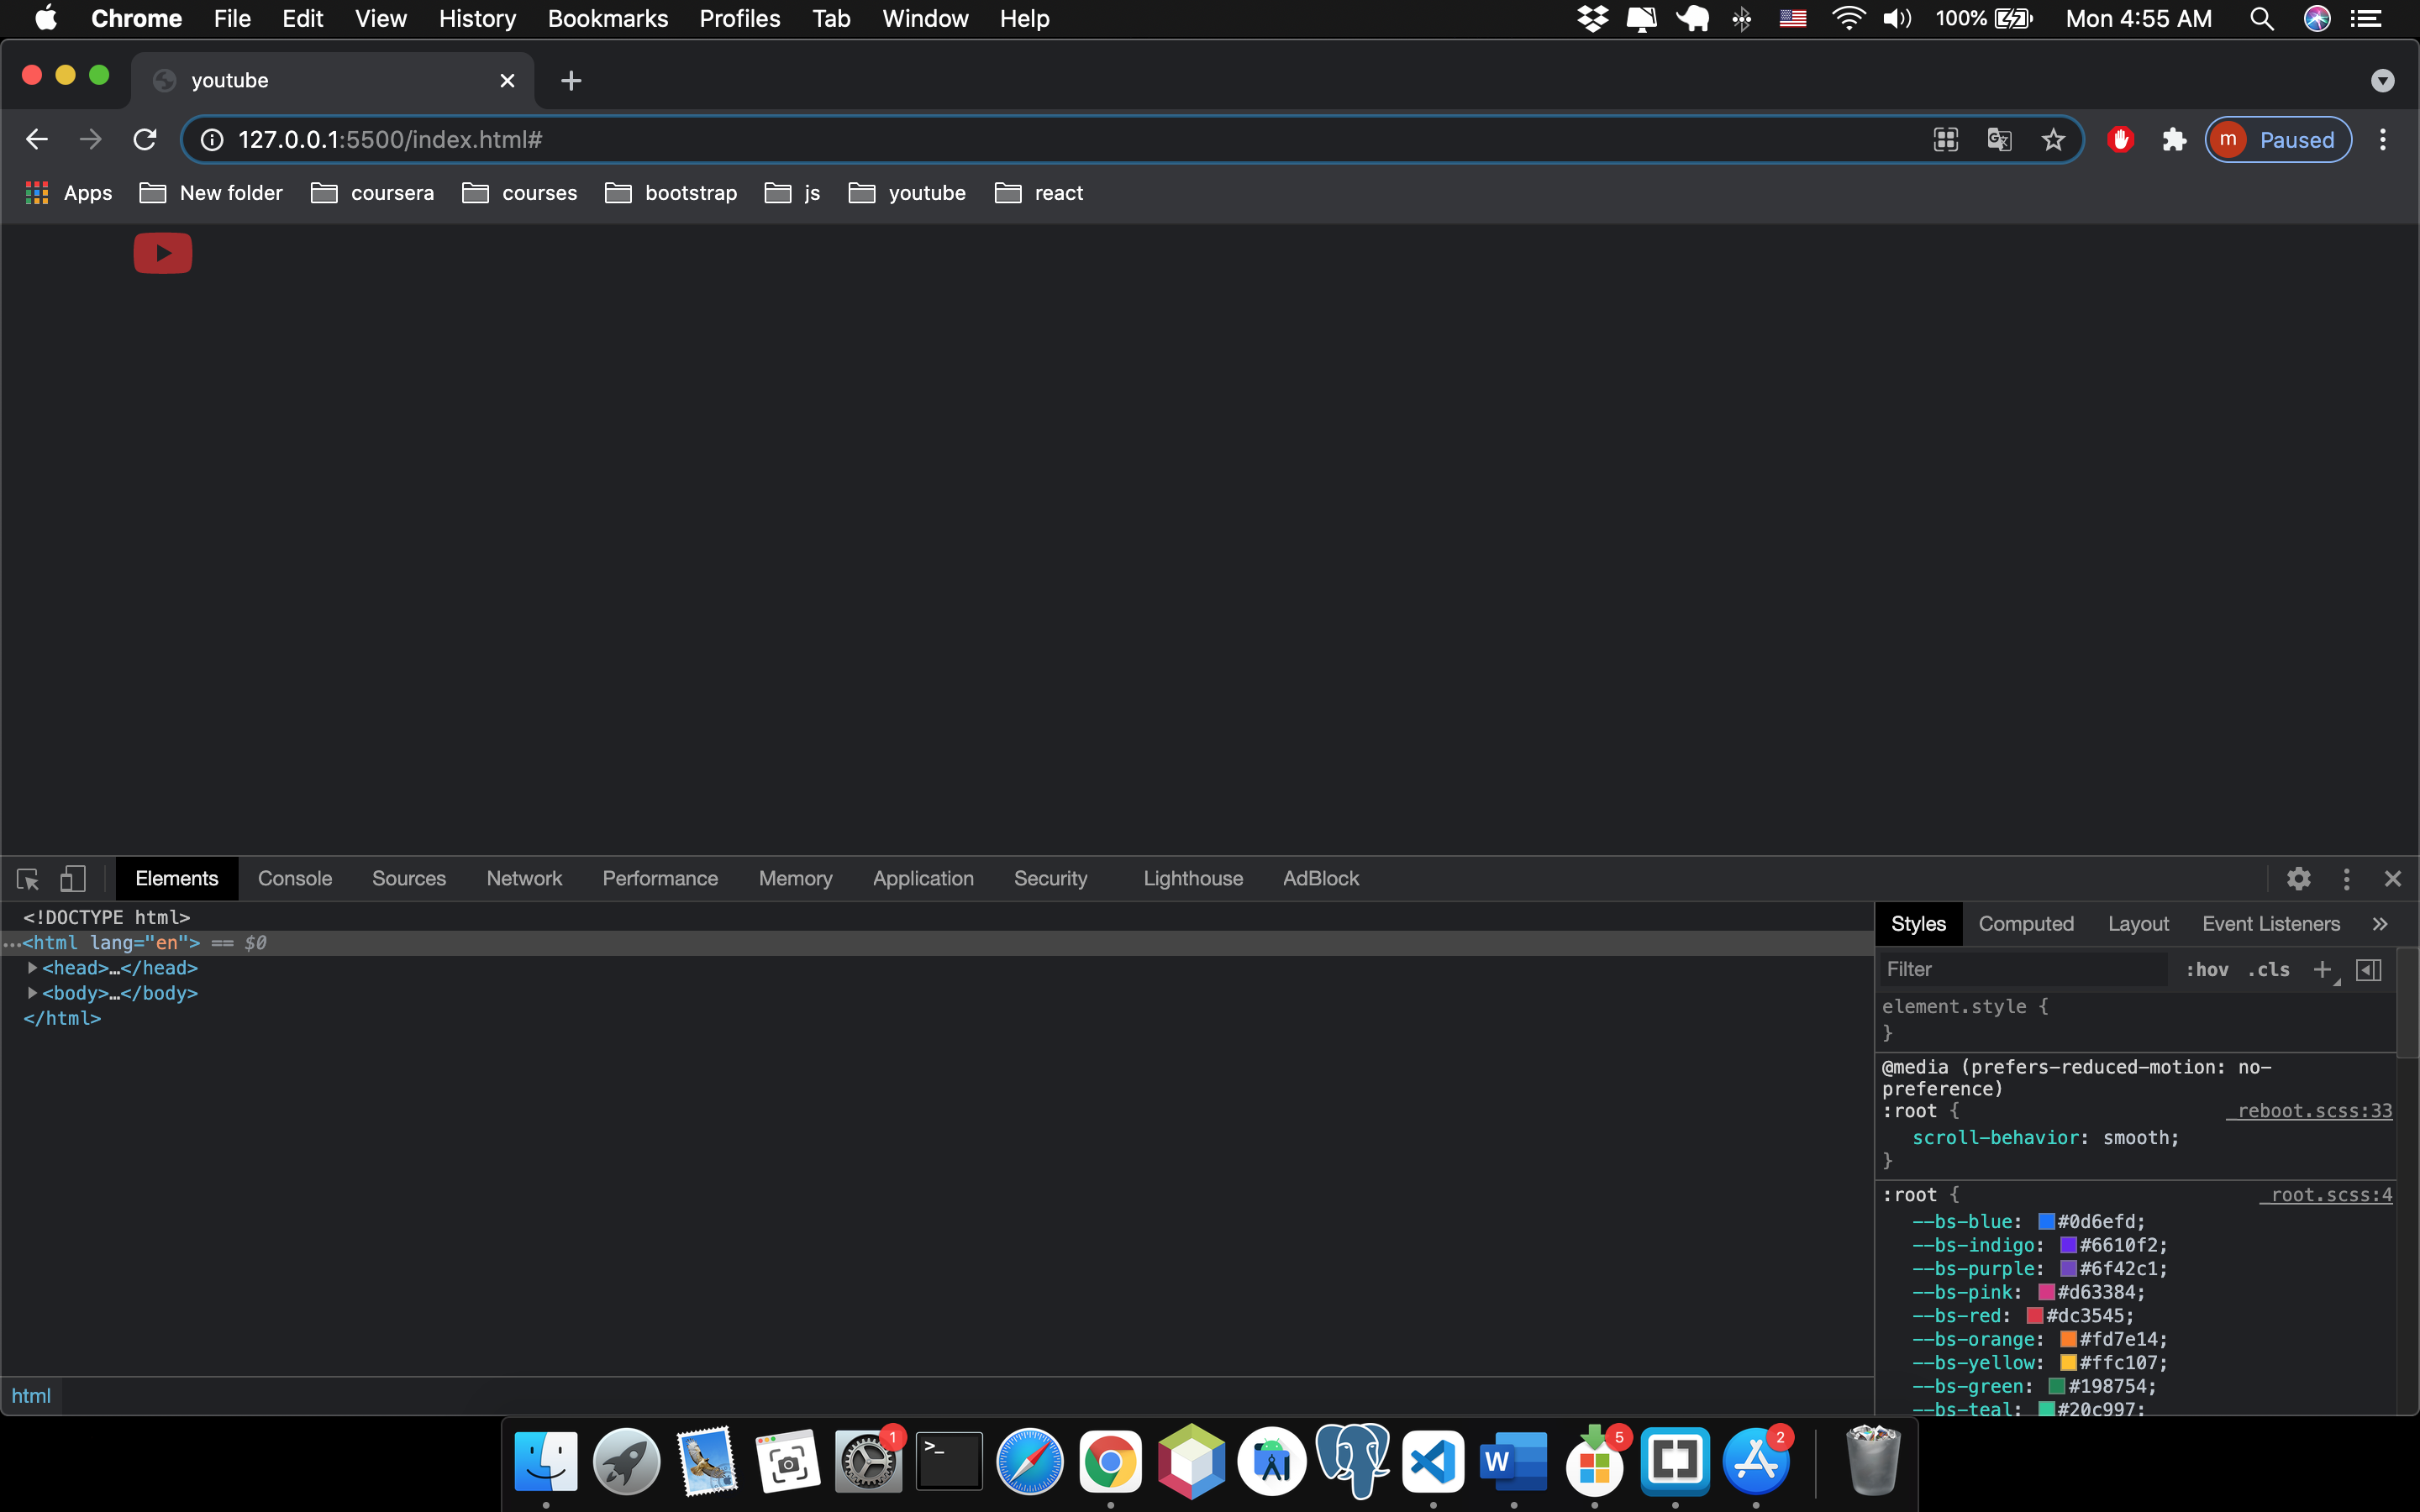 Chrome File Edit View History Bookmarks Profiles Tab Window Help 100% Mon 4:55 AM
youtube
127.0.0.1:5500/index.html# m Paused
Apps New folder coursera courses bootstrap js youtube react
Elements Console Sources Network Performance Memory Application Security Lighthouse AdBlock
<!DOCTYPE html>
…<html lang="en"> == $0
<head>…</head>
<body>…</body>
</html>
html
Styles Computed Layout Event Listeners »
Filter :hov .cls +
element.style {
}
@media (prefers-reduced-motion: no-
preference)
:root { _reboot.scss:33
scroll-behavior: smooth;
}
:root { _root.scss:4
--bs-blue: #0d6efd;
--bs-indigo: #6610f2;
--bs-purple: #6f42c1;
--bs-pink: #d63384;
--bs-red: #dc3545;
--bs-orange: #fd7e14;
--bs-yellow: #ffc107;
--bs-green: #198754;
--bs-teal: #20c997;
1 >_ W 5 2